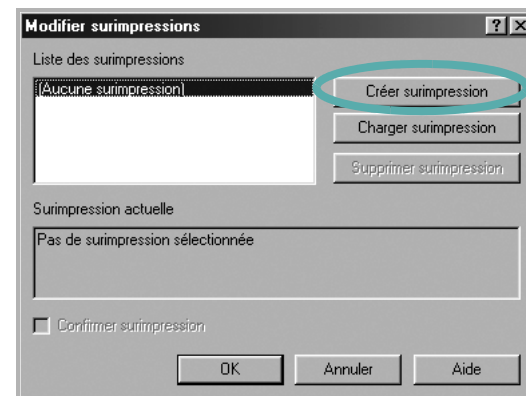 Modifier surimpressions
Liste des surimpressions
(Aucune surimpression)
Créer surimpression
Charger surimpression
Supprimer surimpression
Surimpression actuelle
Pas de surimpression sélectionnée
Confirmer surimpression
OK
Annuler
Aide